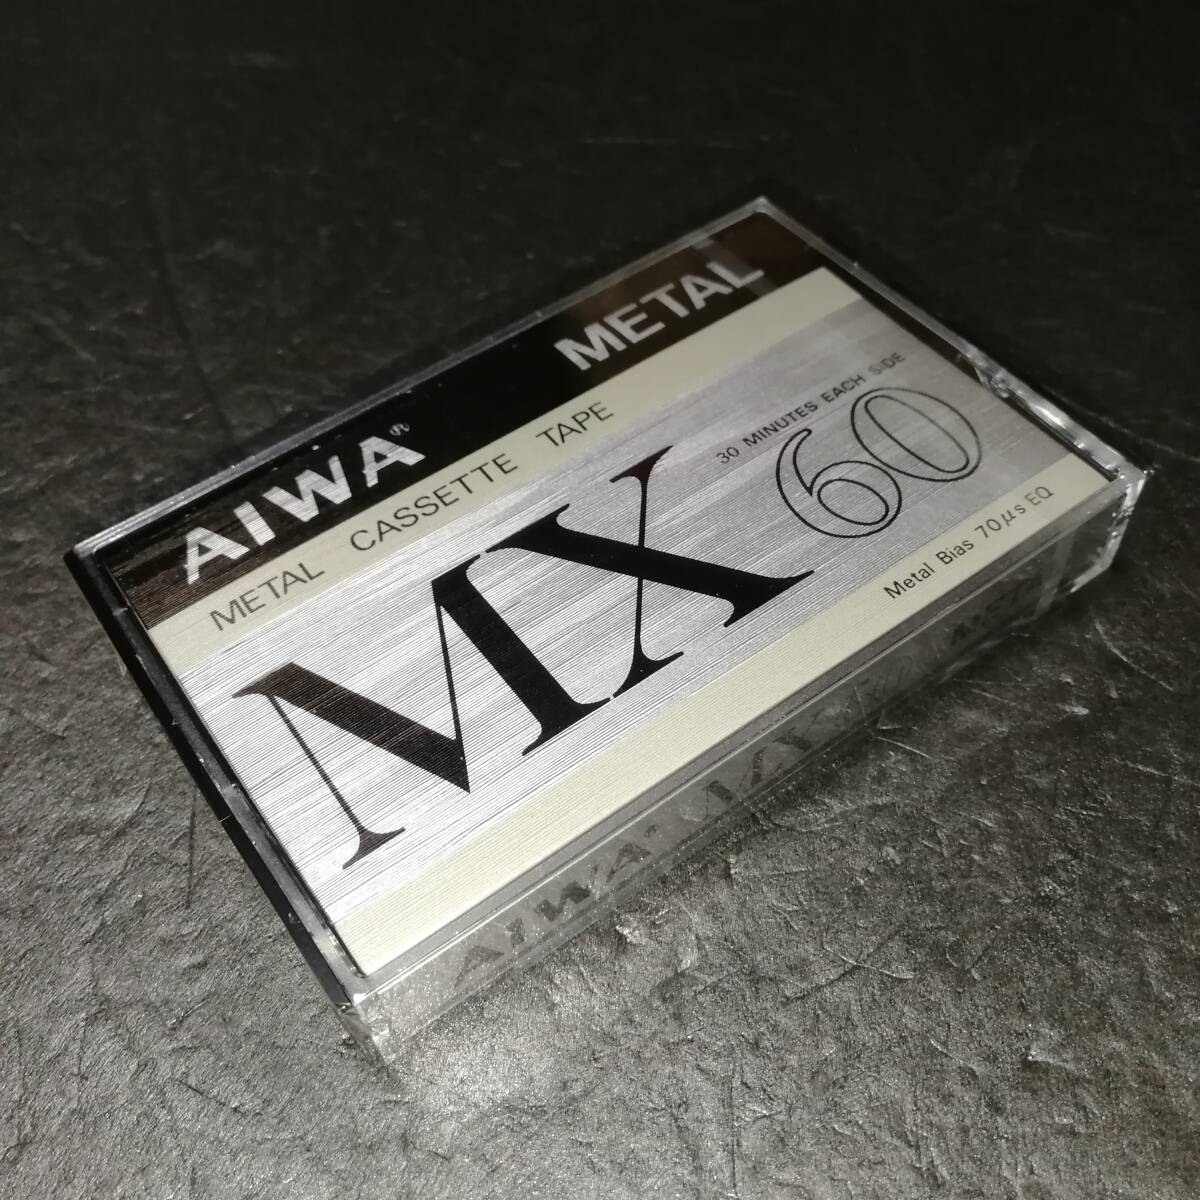 AIWA® METAL
METAL CASSETTE TAPE
30 MINUTES EACH SIDE
MX 60
Metal Bias 70μs EQ